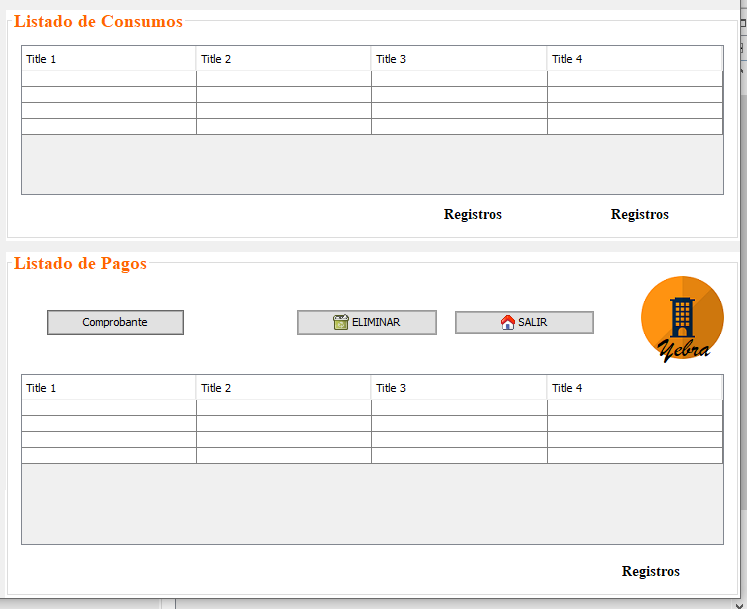 Listado de Consumos
Title 1 Title 2 Title 3 Title 4
Registros Registros
Listado de Pagos
Comprobante ELIMINAR SALIR
Yebra
Title 1 Title 2 Title 3 Title 4
Registros